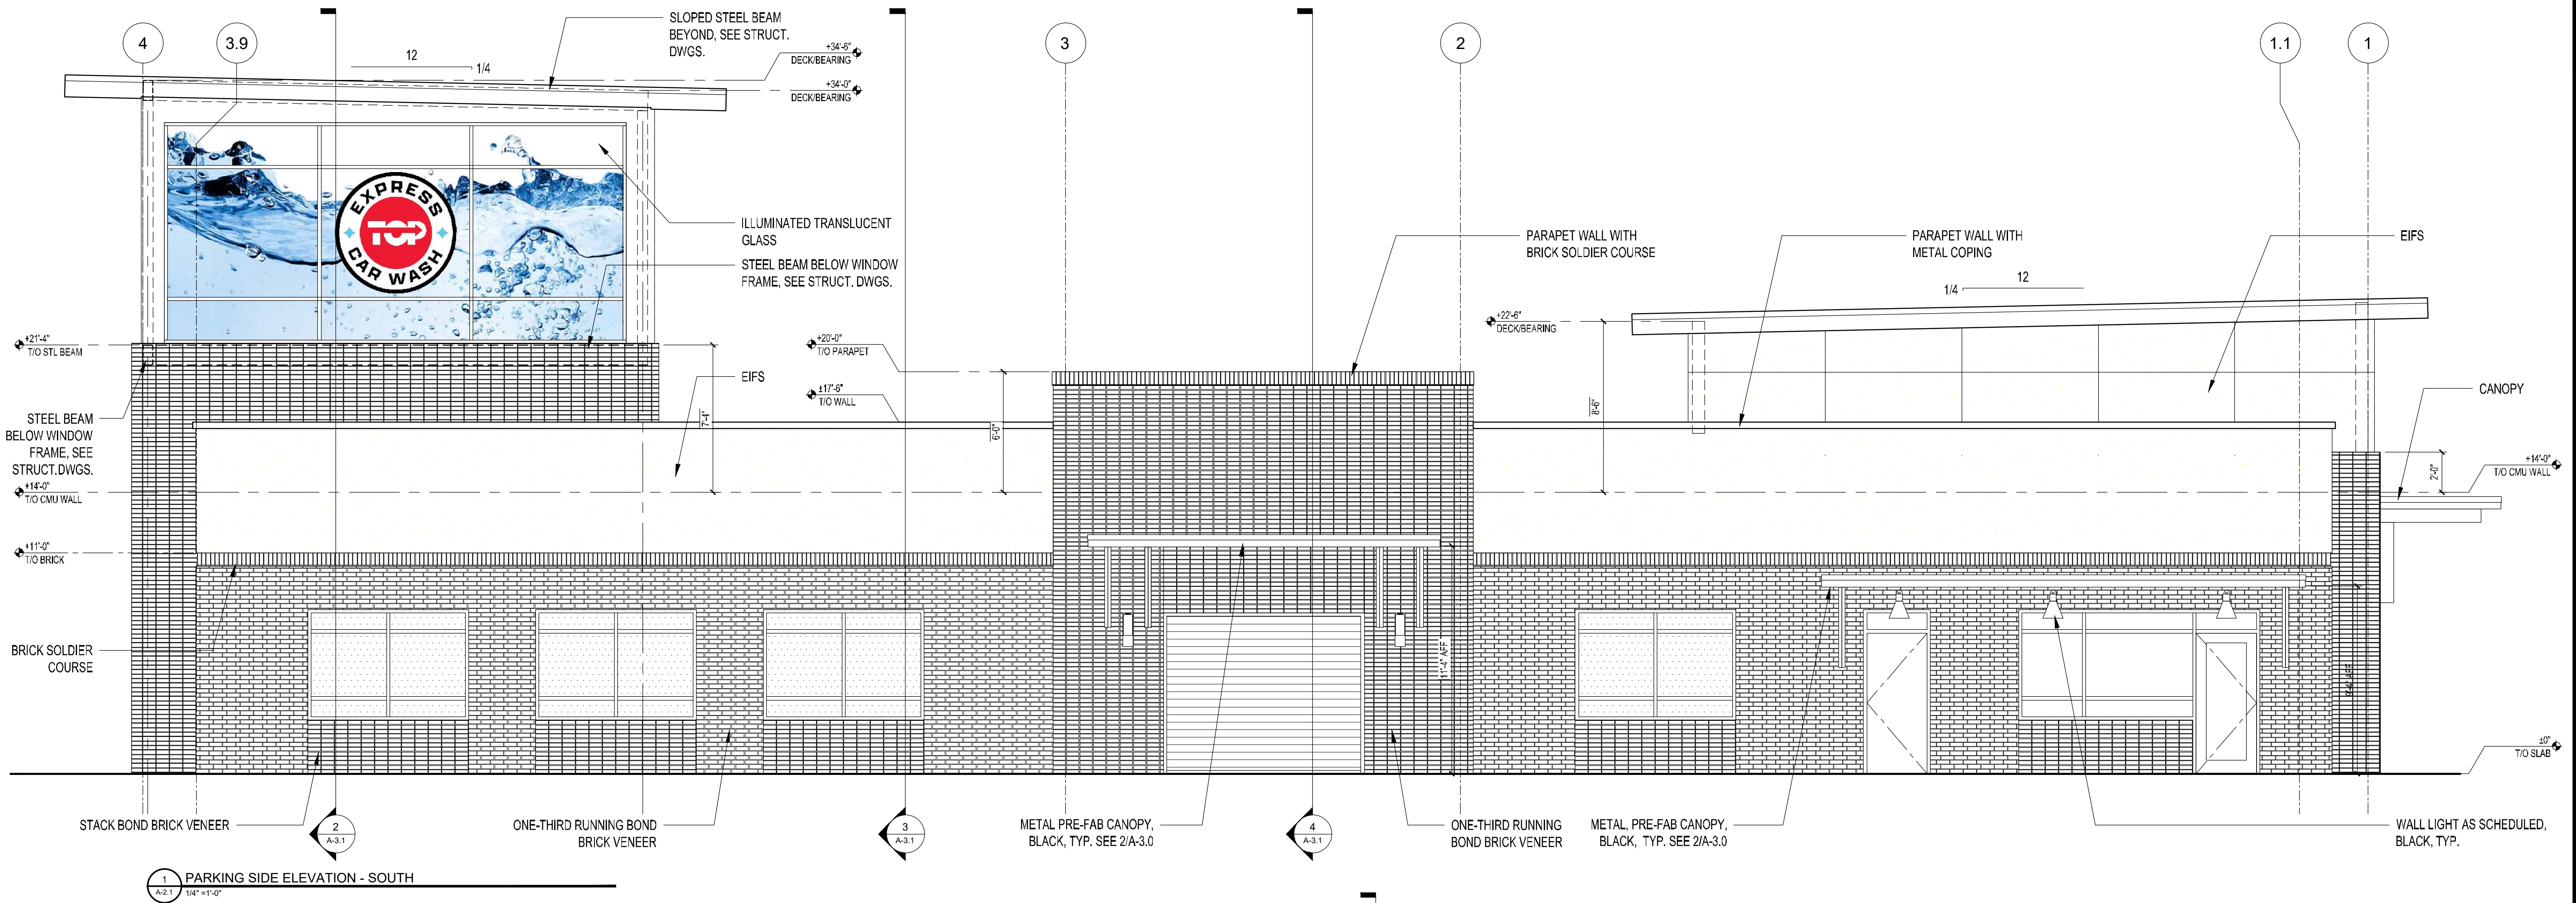 4
3.9
3
2
1.1
1
SLOPED STEEL BEAM
BEYOND, SEE STRUCT.
DWGS.
12
1/4
+34'-6"
DECK/BEARING
+34'-0"
DECK/BEARING
EXPRESS
TOP
CAR WASH
ILLUMINATED TRANSLUCENT
GLASS
STEEL BEAM BELOW WINDOW
FRAME, SEE STRUCT. DWGS.
PARAPET WALL WITH
BRICK SOLDIER COURSE
PARAPET WALL WITH
METAL COPING
EIFS
12
1/4
+22'-6"
DECK/BEARING
+21'-4"
T/O STL BEAM
+20'-0"
T/O PARAPET
EIFS
±17'-6"
T/O WALL
CANOPY
STEEL BEAM
BELOW WINDOW
FRAME, SEE
STRUCT.DWGS.
7'-4"
6'-0"
8'-6"
2'-0"
+14'-0"
T/O CMU WALL
+14'-0"
T/O CMU WALL
+11'-0"
T/O BRICK
BRICK SOLDIER
COURSE
11'-4" AFF
9'-4" AFF
±0"
T/O SLAB
STACK BOND BRICK VENEER
2
A-3.1
ONE-THIRD RUNNING BOND
BRICK VENEER
3
A-3.1
METAL PRE-FAB CANOPY,
BLACK, TYP. SEE 2/A-3.0
4
A-3.1
ONE-THIRD RUNNING
BOND BRICK VENEER
METAL, PRE-FAB CANOPY,
BLACK, TYP. SEE 2/A-3.0
WALL LIGHT AS SCHEDULED,
BLACK, TYP.
1
A-2.1
PARKING SIDE ELEVATION - SOUTH
1/4" =1'-0"